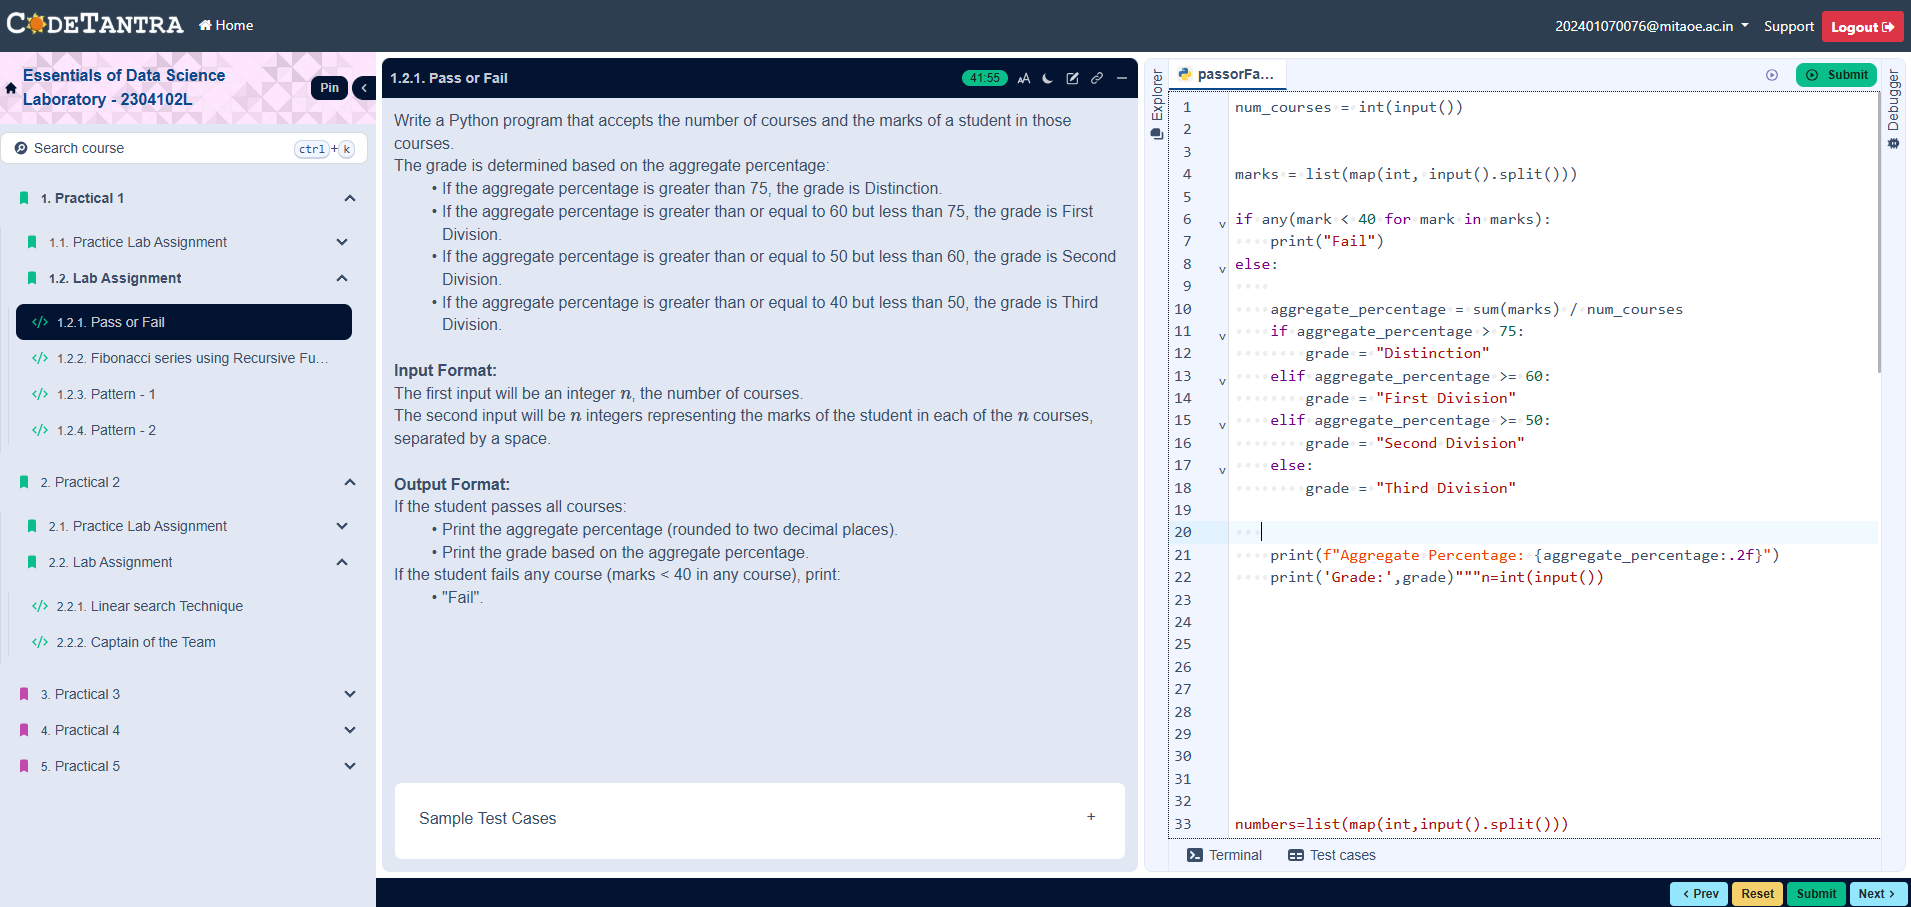 CODETANTRA
Home
202401070076@mitaoe.ac.in
Support
Logout
Essentials of Data Science
Laboratory - 2304102L
Pin
Search course
ctrl + k
1. Practical 1
1.1. Practice Lab Assignment
1.2. Lab Assignment
1.2.1. Pass or Fail
1.2.2. Fibonacci series using Recursive Fu...
1.2.3. Pattern - 1
1.2.4. Pattern - 2
2. Practical 2
2.1. Practice Lab Assignment
2.2. Lab Assignment
2.2.1. Linear search Technique
2.2.2. Captain of the Team
3. Practical 3
4. Practical 4
5. Practical 5
1.2.1. Pass or Fail
41:55
AA
Write a Python program that accepts the number of courses and the marks of a student in those
courses.
The grade is determined based on the aggregate percentage:
• If the aggregate percentage is greater than 75, the grade is Distinction.
• If the aggregate percentage is greater than or equal to 60 but less than 75, the grade is First
Division.
• If the aggregate percentage is greater than or equal to 50 but less than 60, the grade is Second
Division.
• If the aggregate percentage is greater than or equal to 40 but less than 50, the grade is Third
Division.
Input Format:
The first input will be an integer n, the number of courses.
The second input will be n integers representing the marks of the student in each of the n courses,
separated by a space.
Output Format:
If the student passes all courses:
• Print the aggregate percentage (rounded to two decimal places).
• Print the grade based on the aggregate percentage.
If the student fails any course (marks < 40 in any course), print:
• "Fail".
Sample Test Cases
+
Explorer
passorFa...
Submit
Debugger
1 num_courses = int(input())
2
3
4 marks = list(map(int, input().split()))
5
6 if any(mark < 40 for mark in marks):
7     print("Fail")
8 else:
9
10     aggregate_percentage = sum(marks) / num_courses
11     if aggregate_percentage > 75:
12         grade = "Distinction"
13     elif aggregate_percentage >= 60:
14         grade = "First Division"
15     elif aggregate_percentage >= 50:
16         grade = "Second Division"
17     else:
18         grade = "Third Division"
19
20
21     print(f"Aggregate Percentage: {aggregate_percentage:.2f}")
22     print('Grade:',grade)"""n=int(input())
23
24
25
26
27
28
29
30
31
32
33 numbers=list(map(int,input().split()))
Terminal
Test cases
< Prev
Reset
Submit
Next >